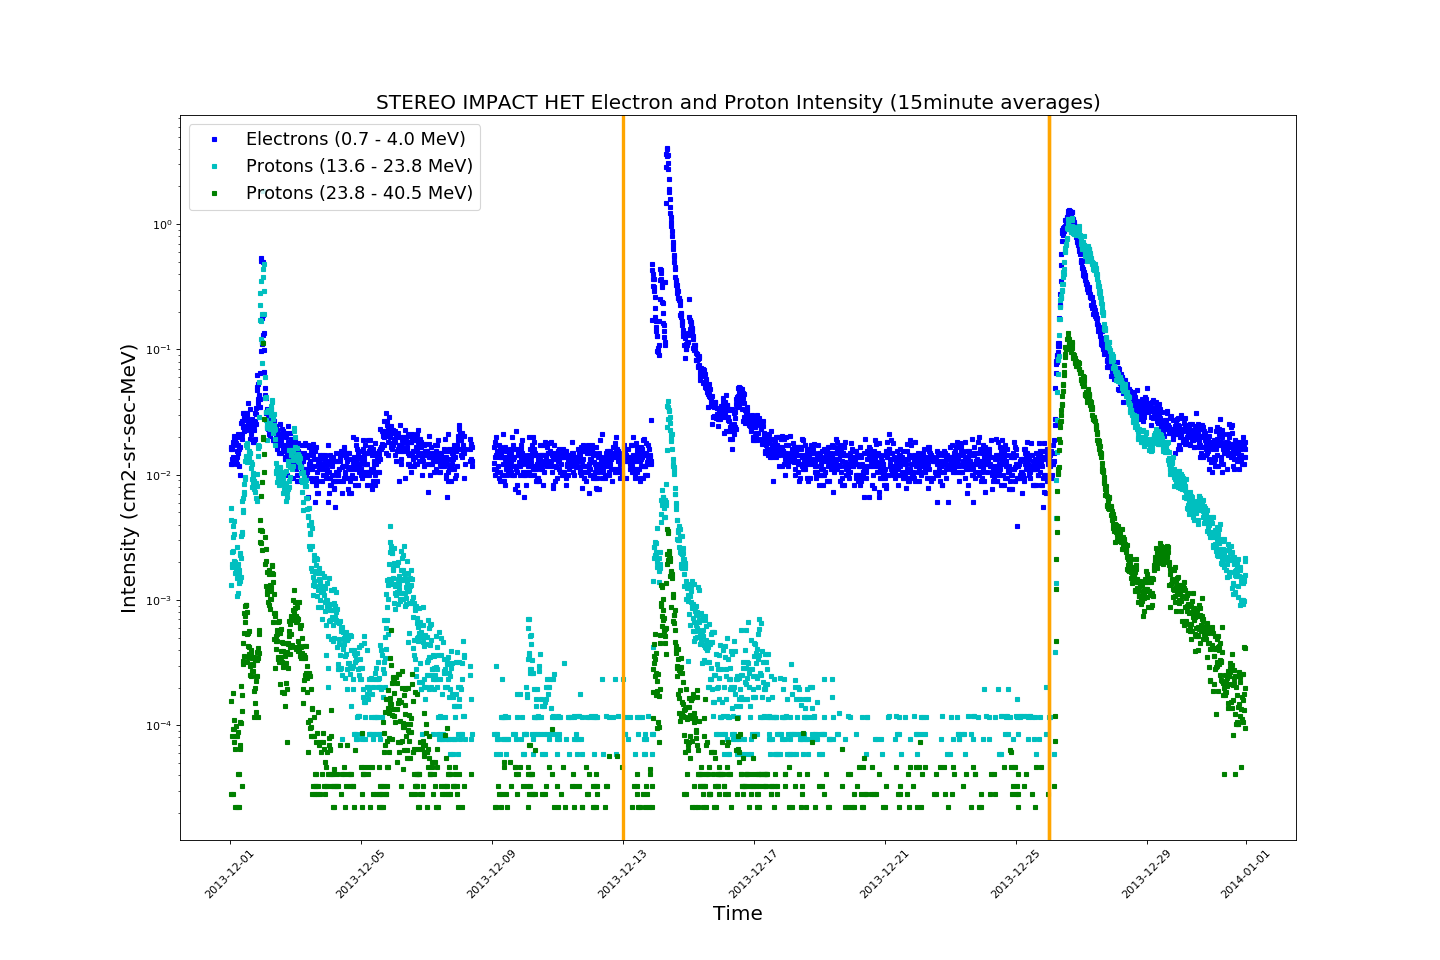 STEREO IMPACT HET Electron and Proton Intensity (15minute averages)
Electrons (0.7 - 4.0 MeV)
Protons (13.6 - 23.8 MeV)
Protons (23.8 - 40.5 MeV)
Intensity (cm2-sr-sec-MeV)
10⁰
10⁻¹
10⁻²
10⁻³
10⁻⁴
2013-12-01
2013-12-05
2013-12-09
2013-12-13
2013-12-17
2013-12-21
2013-12-25
2013-12-29
2014-01-01
Time